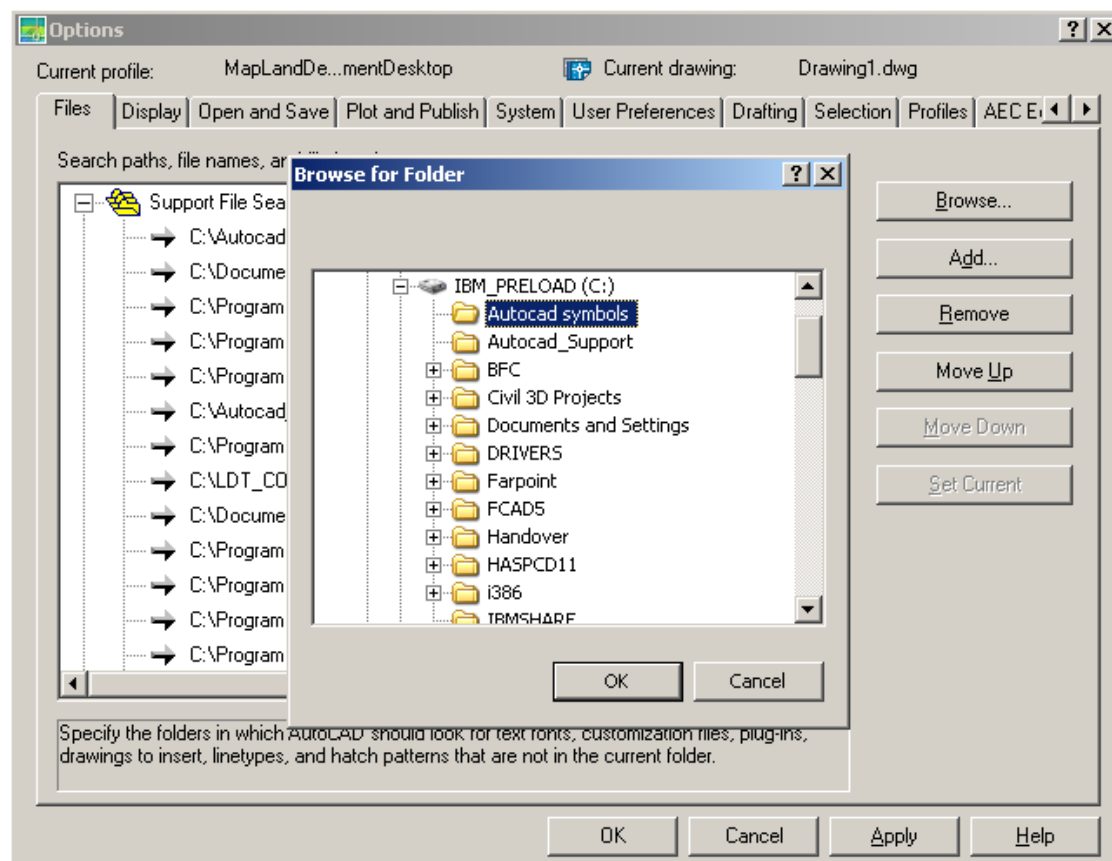 Options
Current profile: MapLandDe...mentDesktop Current drawing: Drawing1.dwg
Files Display Open and Save Plot and Publish System User Preferences Drafting Selection Profiles AEC E
Search paths, file names, an
Browse for Folder
Support File Sea
Browse...
C:\Autocad
Add...
C:\Docume
IBM_PRELOAD (C:)
C:\Program
Autocad symbols
Remove
C:\Program
Autocad_Support
C:\Program
BFC
Move Up
C:\Autocad_
Civil 3D Projects
Documents and Settings
Move Down
C:\Program
DRIVERS
C:\LDT_CO
Farpoint
Set Current
C:\Docume
FCAD5
C:\Program
Handover
C:\Program
HASPCD11
C:\Program
i386
IBMSHARE
C:\Program
OK Cancel
Specify the folders in which AutoCAD should look for text fonts, customization files, plug-ins,
drawings to insert, linetypes, and hatch patterns that are not in the current folder.
OK Cancel Apply Help